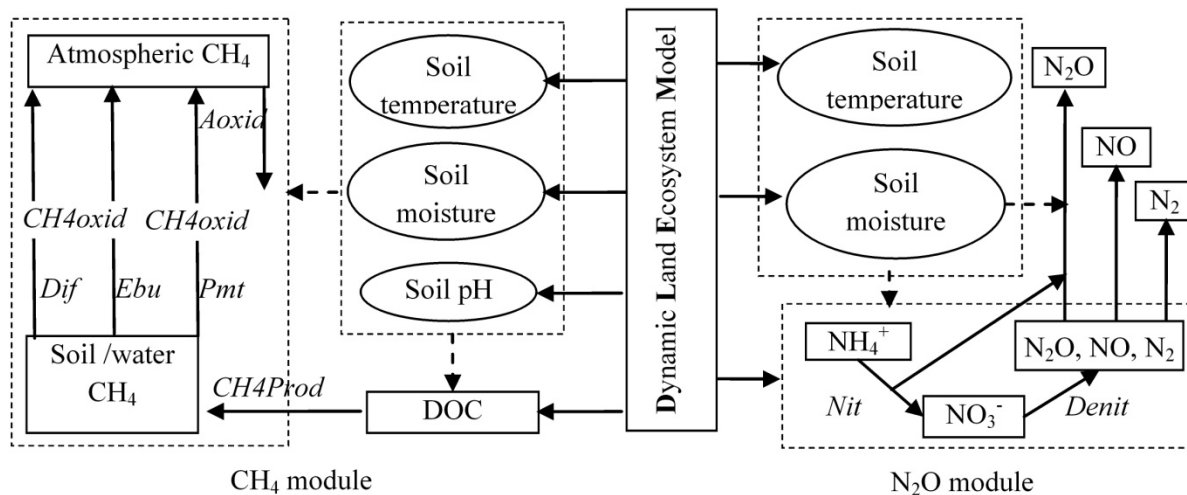 Atmospheric CH₄
Aoxid
CH4oxid
CH4oxid
Dif
Ebu
Pmt
Soil /water
CH₄
CH4Prod
CH₄ module
Soil
temperature
Soil
moisture
Soil pH
DOC
Dynamic Land Ecosystem Model
Soil
temperature
Soil
moisture
N₂O
NO
N₂
NH₄⁺
N₂O, NO, N₂
Nit
NO₃⁻
Denit
N₂O module